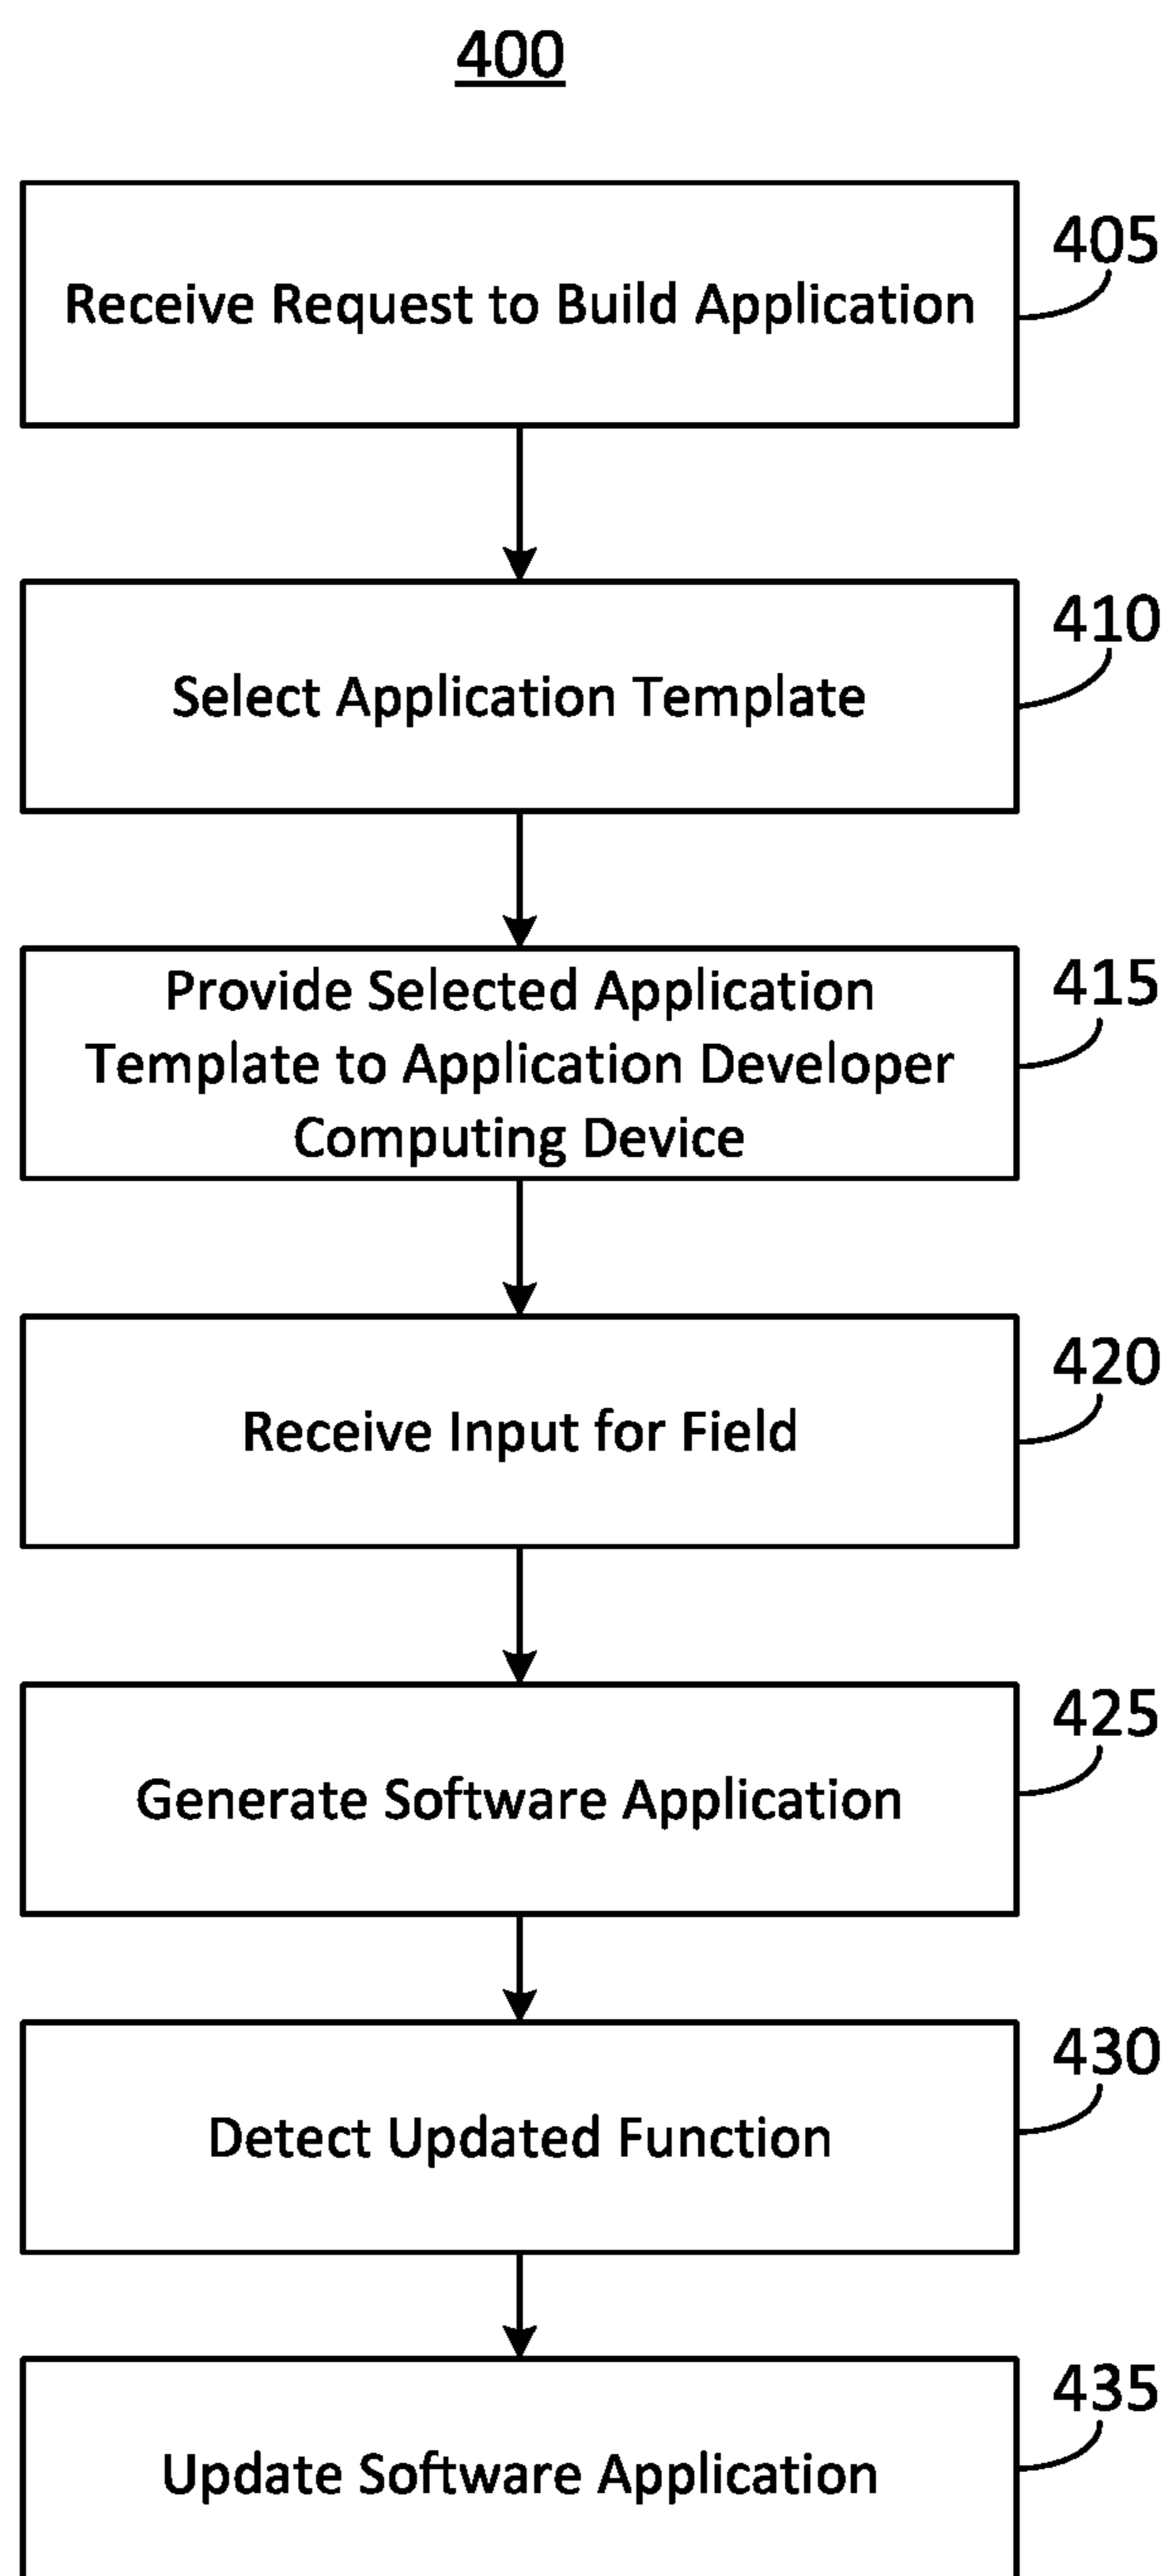 400
Receive Request to Build Application
405
Select Application Template
410
Provide Selected Application
Template to Application Developer
Computing Device
415
Receive Input for Field
420
Generate Software Application
425
Detect Updated Function
430
Update Software Application
435